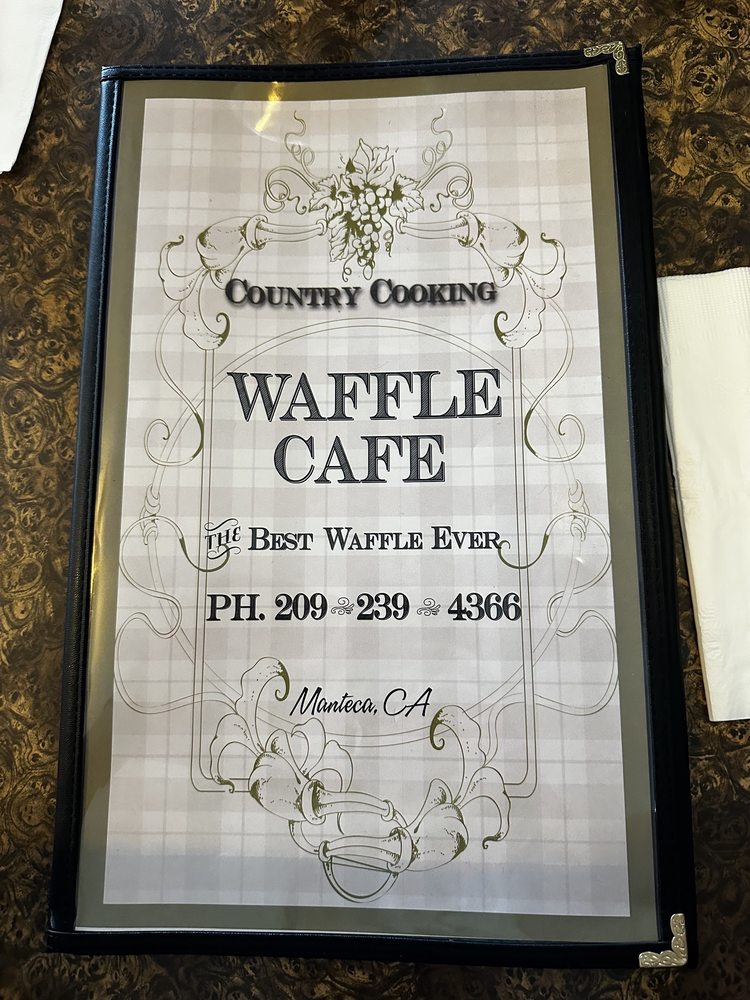 COUNTRY COOKING
WAFFLE
CAFE
THE BEST WAFFLE EVER
PH. 209 239 4366
Manteca, CA